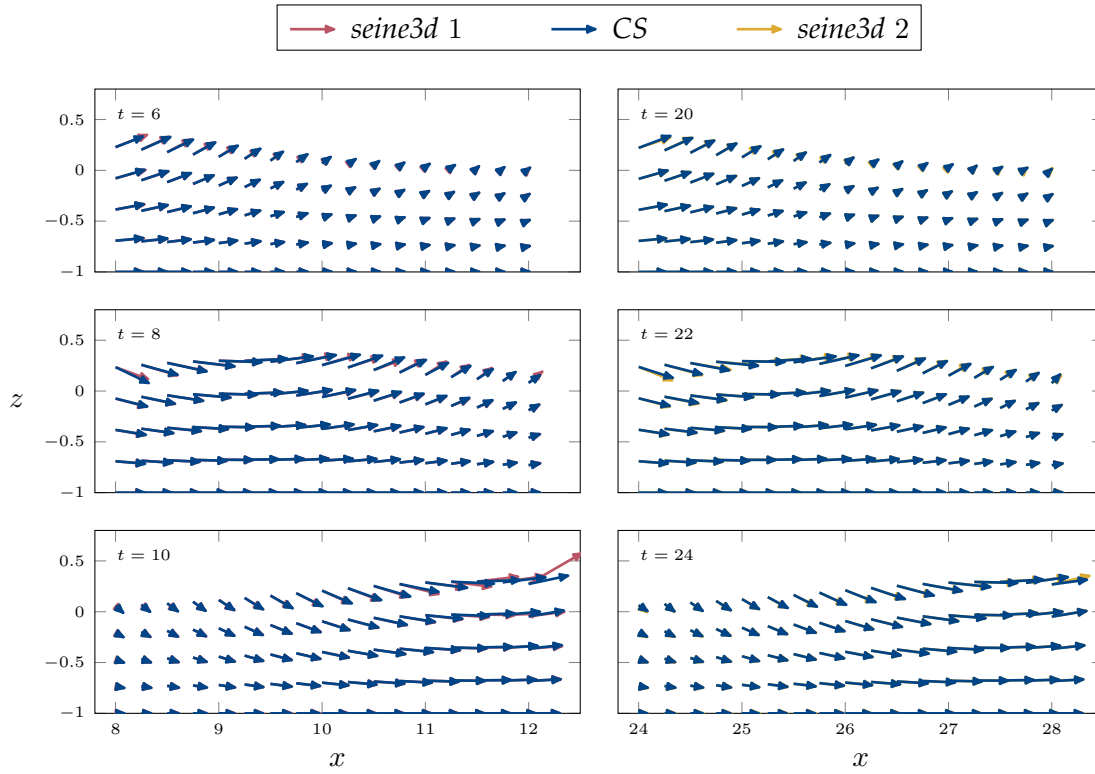 seine3d 1 CS seine3d 2
t = 6 t = 20
0.5
0
−0.5
−1
t = 8 t = 22
0.5
0
z
−0.5
−1
t = 10 t = 24
0.5
0
−0.5
−1
8 9 10 11 12 24 25 26 27 28
x x